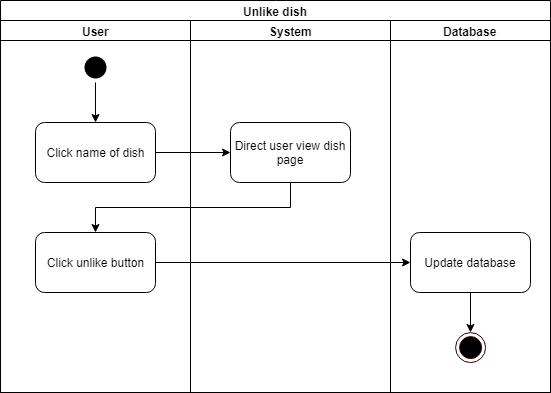 Unlike dish
User
System
Database
Click name of dish
Direct user view dish
page
Click unlike button
Update database